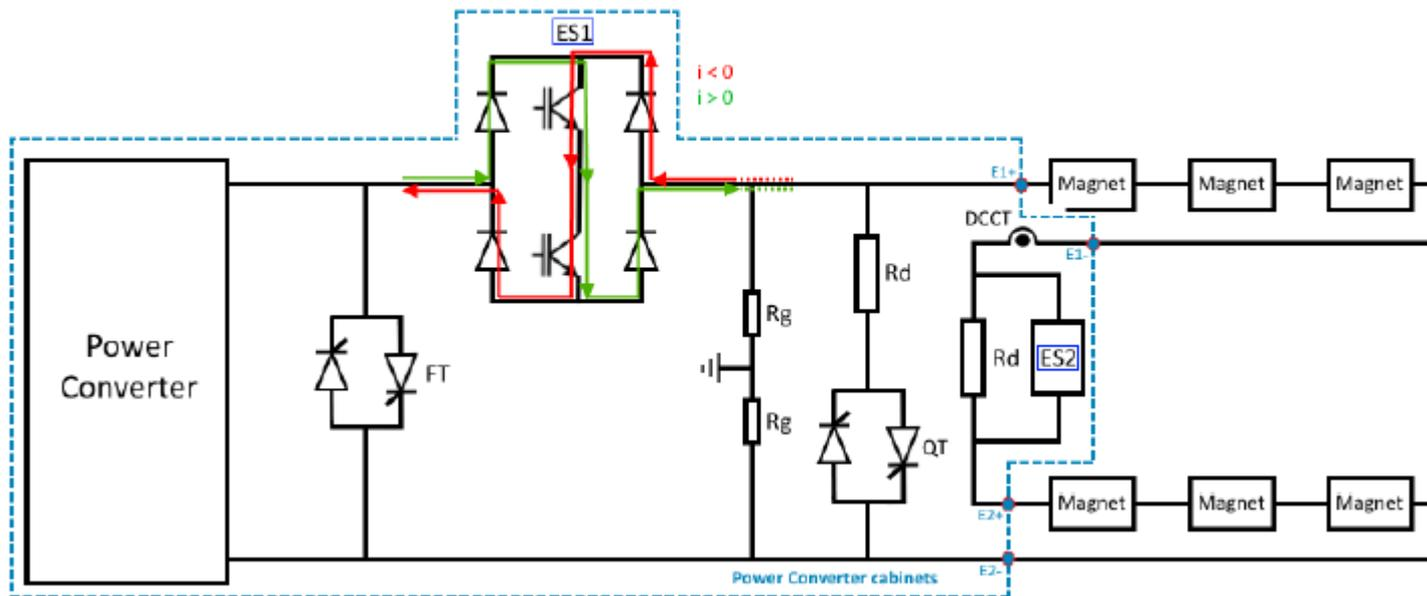 ES1
i < 0
i > 0
E1+
Magnet
Magnet
Magnet
DCCT
E1-
Power
Converter
FT
Rg
Rg
Rd
QT
Rd
ES2
E2+
Magnet
Magnet
Magnet
E2-
Power Converter cabinets